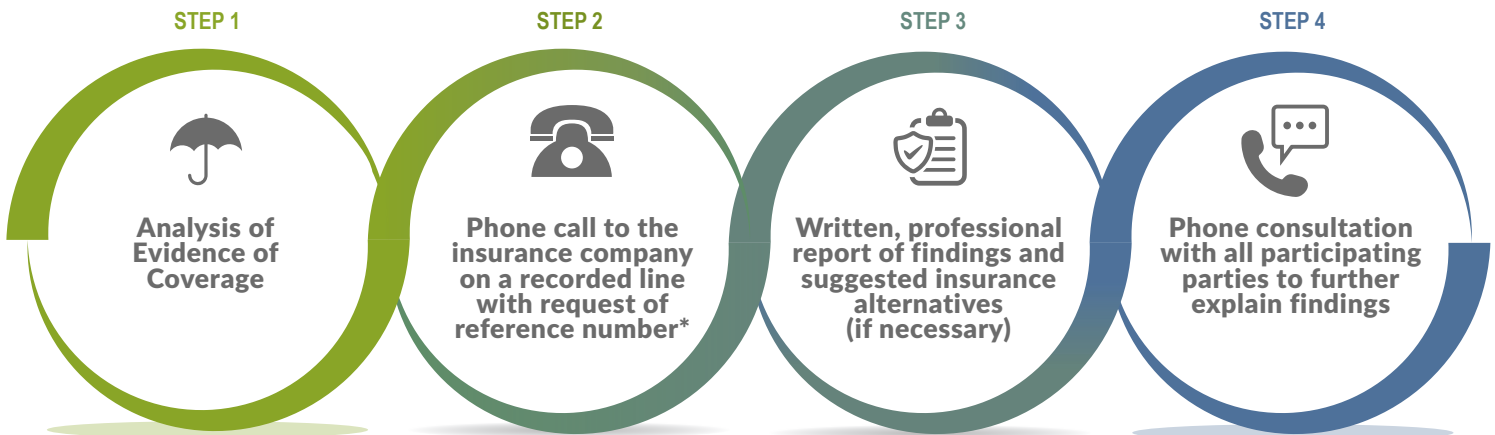 STEP 1
Analysis of
Evidence of
Coverage
STEP 2
Phone call to the
insurance company
on a recorded line
with request of
reference number*
STEP 3
Written, professional
report of findings and
suggested insurance
alternatives
(if necessary)
STEP 4
Phone consultation
with all participating
parties to further
explain findings